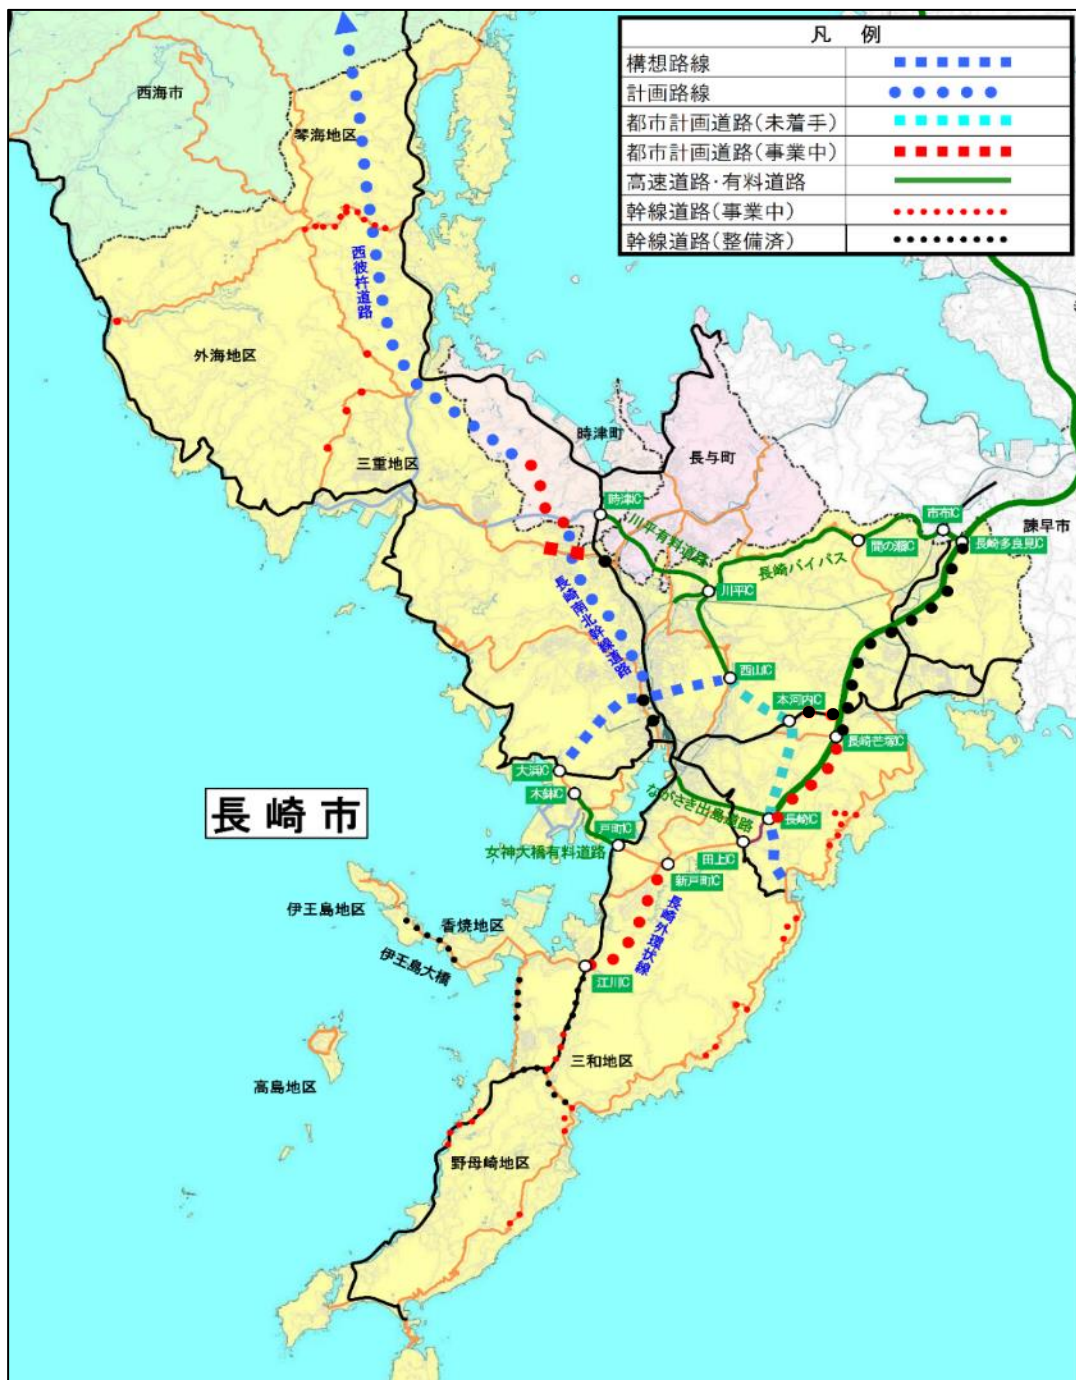 凡 例
構想路線
計画路線
都市計画道路(未着手)
都市計画道路(事業中)
高速道路・有料道路
幹線道路(事業中)
幹線道路(整備済)
西海市
琴海地区
西彼杵道路
外海地区
三重地区
時津町
長与町
時津IC
川平有料道路
市布IC
諫早市
間の瀬IC
長崎多良見IC
長崎バイパス
川平IC
長崎南北幹線道路
西山IC
本河内IC
長崎芒塚IC
大浜IC
木鉢IC
ながさき出島道路
長崎IC
長崎市
戸町IC
田上IC
女神大橋有料道路
新戸町IC
長崎外環状線
伊王島地区
香焼地区
伊王島大橋
江川IC
三和地区
高島地区
野母崎地区